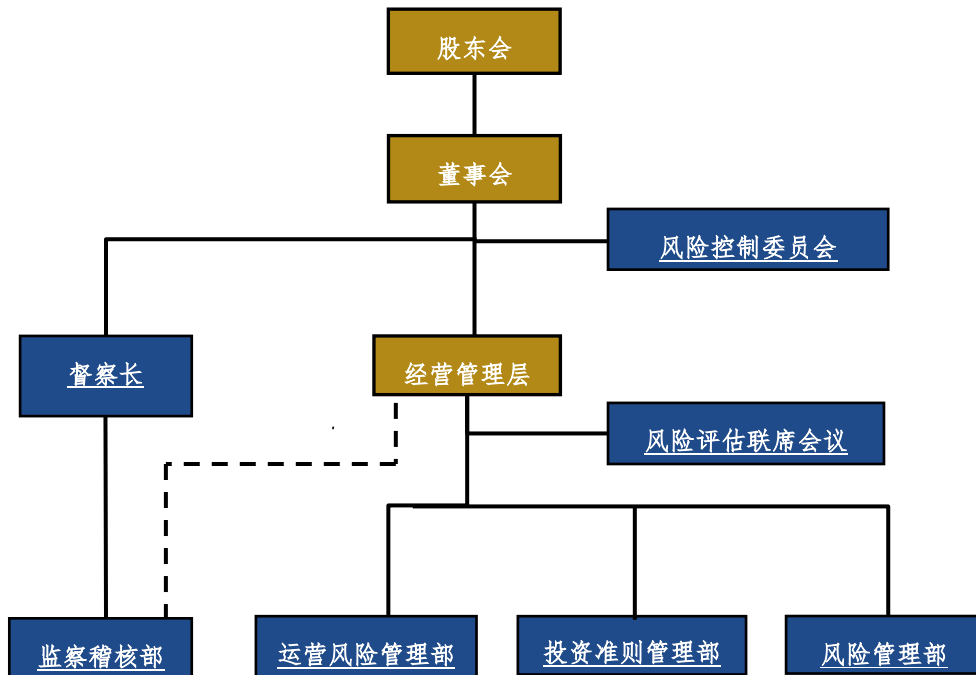 股东会
董事会
风险控制委员会
督察长
经营管理层
风险评估联席会议
监察稽核部
运营风险管理部
投资准则管理部
风险管理部